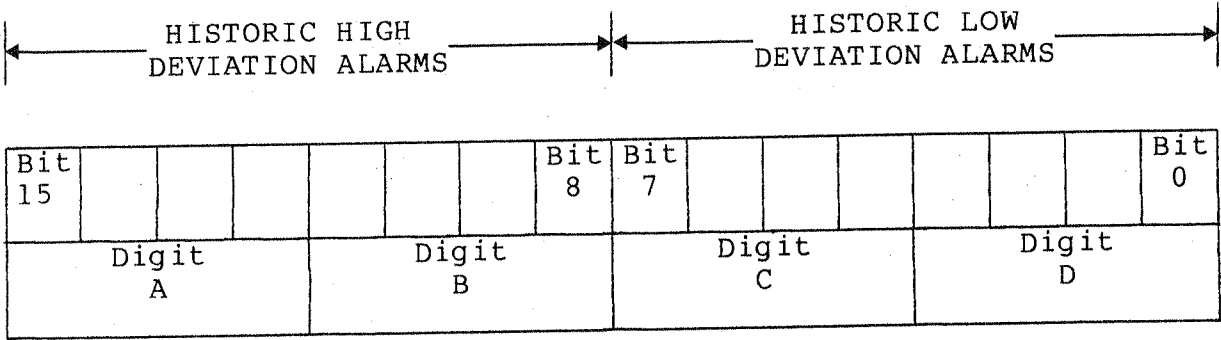 HISTORIC HIGH
DEVIATION ALARMS
HISTORIC LOW
DEVIATION ALARMS
Bit
15
Bit
8
Bit
7
Bit
0
Digit
A
Digit
B
Digit
C
Digit
D